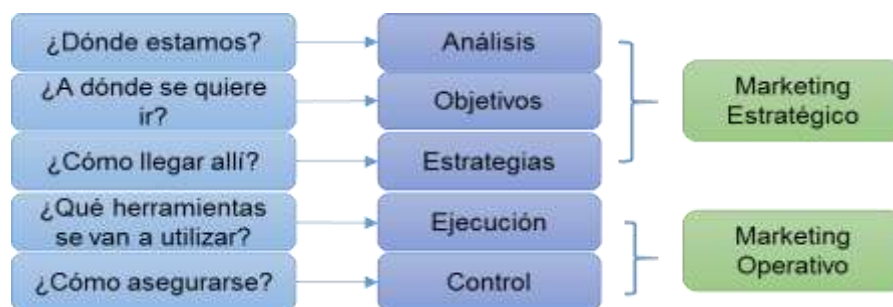 ¿Dónde estamos?
Análisis
¿A dónde se quiere
ir?
Objetivos
¿Cómo llegar allí?
Estrategias
Marketing
Estratégico
¿Qué herramientas
se van a utilizar?
Ejecución
¿Cómo asegurarse?
Control
Marketing
Operativo